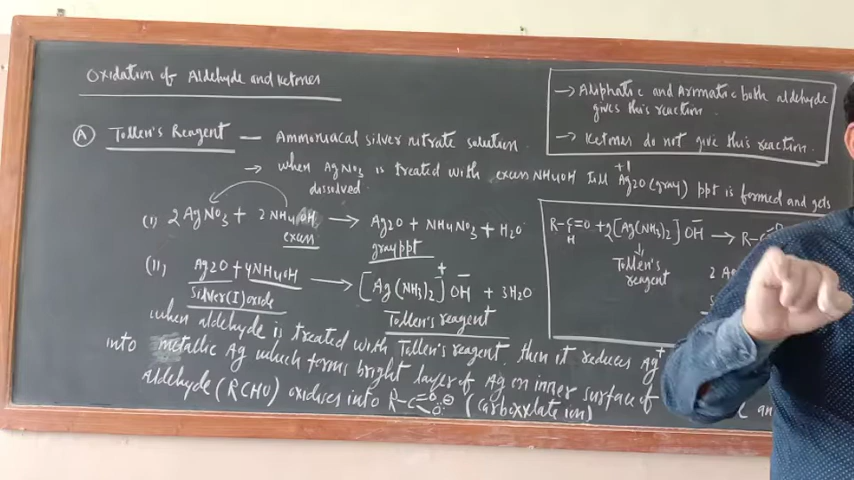 Oxidation of Aldehyde and Ketones
→ Aliphatic and Aromatic both aldehyde
gives this reaction.
→ Ketones do not give this reaction.
(A) Tollen's Reagent — Ammoniacal silver nitrate solution.
→ when AgNO3 is treated with excess NH4OH till Ag2O (gray) ppt is formed and gets
+1
dissolved.
(I) 2 AgNO3 + 2 NH4OH → Ag2O + NH4NO3 + H2O
excess
gray ppt
(II) Ag2O + 4NH4OH → [Ag(NH3)2]+ OH- + 3H2O
Silver(I) oxide
Tollen's reagent
R-C=O + 2[Ag(NH3)2] OH- → R-C
H
Tollen's
reagent
2 A
when aldehyde is treated with Tollen's reagent. then it reduces Ag+
into metallic Ag which forms bright layer of Ag on inner surface of
Aldehyde (RCHO) oxidises into R-C=O O:⊖ (carboxylate ion)